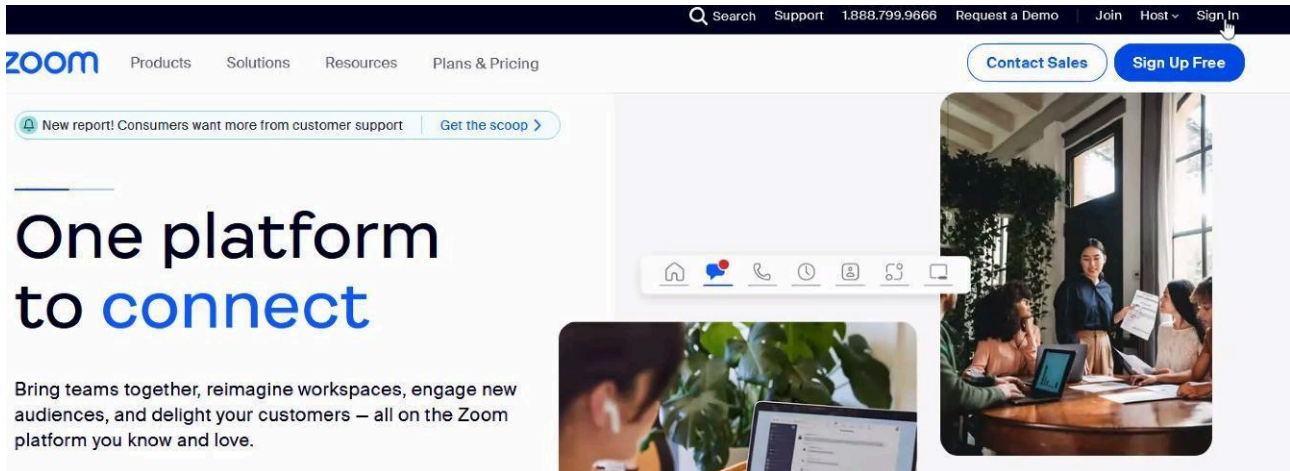 Search Support 1.888.799.9666 Request a Demo Join Host Sign In
zoom Products Solutions Resources Plans & Pricing Contact Sales Sign Up Free
New report! Consumers want more from customer support Get the scoop
One platform
to connect
Bring teams together, reimagine workspaces, engage new
audiences, and delight your customers – all on the Zoom
platform you know and love.